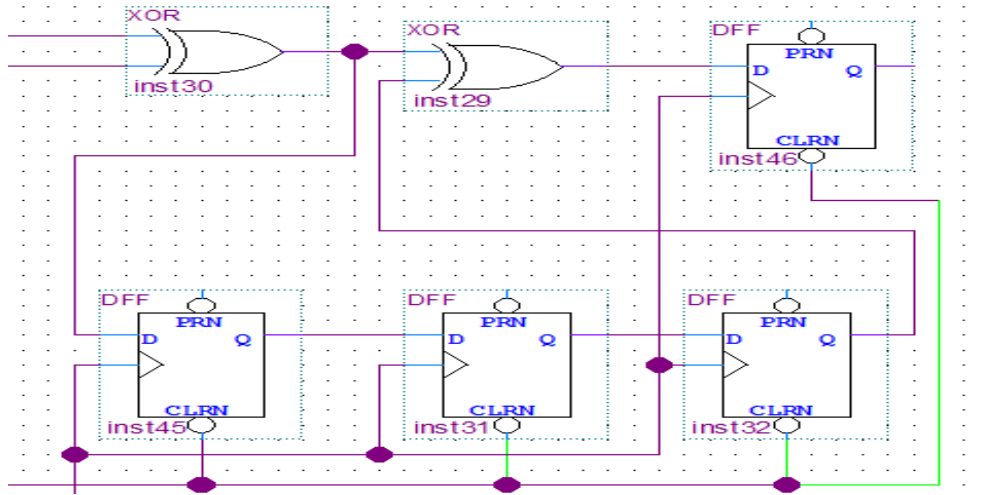 XOR
inst30
XOR
inst29
DFF
PRN
D Q
CLRN
inst46
DFF
PRN
D Q
CLRN
inst45
DFF
PRN
D Q
CLRN
inst31
DFF
PRN
D Q
CLRN
inst32